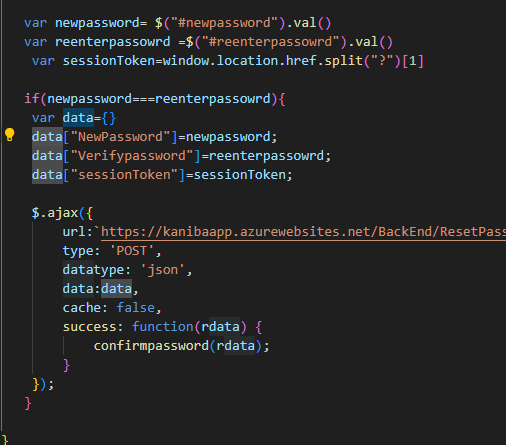 var newpassword= $("#newpassword").val()
var reenterpassowrd =$("#reenterpassowrd").val()
var sessionToken=window.location.href.split("?")[1]
if(newpassword===reenterpassowrd){
var data={}
data["NewPassword"]=newpassword;
data["Verifypassword"]=reenterpassowrd;
data["sessionToken"]=sessionToken;
$.ajax({
url:`https://kanibaapp.azurewebsites.net/BackEnd/ResetPass
type: 'POST',
datatype: 'json',
data:data,
cache: false,
success: function(rdata) {
confirmpassword(rdata);
}
});
}
}